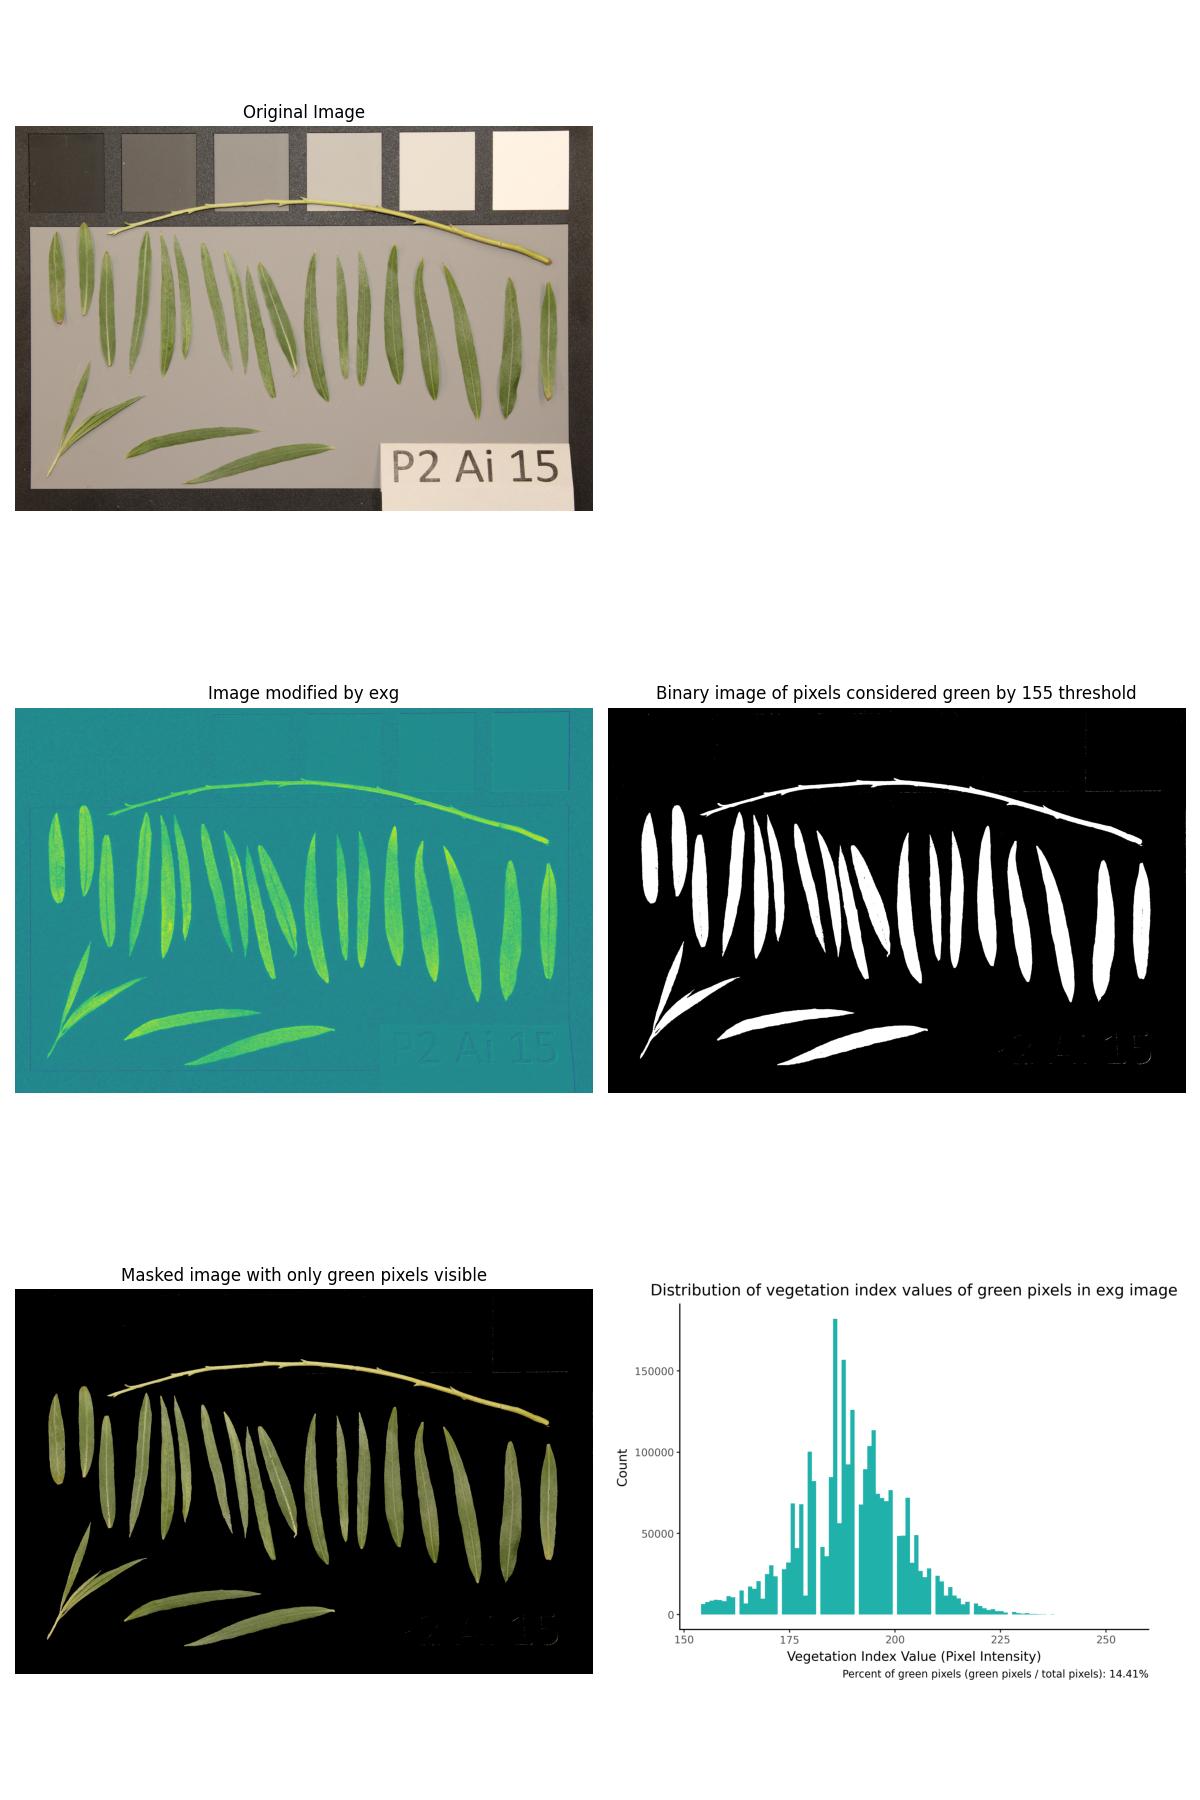 Original Image
P2 Ai 15
Image modified by exg
Binary image of pixels considered green by 155 threshold
P2 Ai 15
Masked image with only green pixels visible
Distribution of vegetation index values of green pixels in exg image
Count
150000
100000
50000
0
150 175 200 225 250
Vegetation Index Value (Pixel Intensity)
Percent of green pixels (green pixels / total pixels): 14.41%